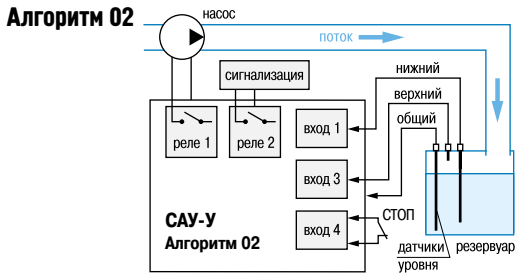 Алгоритм 02
насос
поток
сигнализация
нижний
верхний
общий
реле 1
реле 2
вход 1
вход 3
вход 4
СТОП
САУ-У
Алгоритм 02
датчики
уровня
резервуар